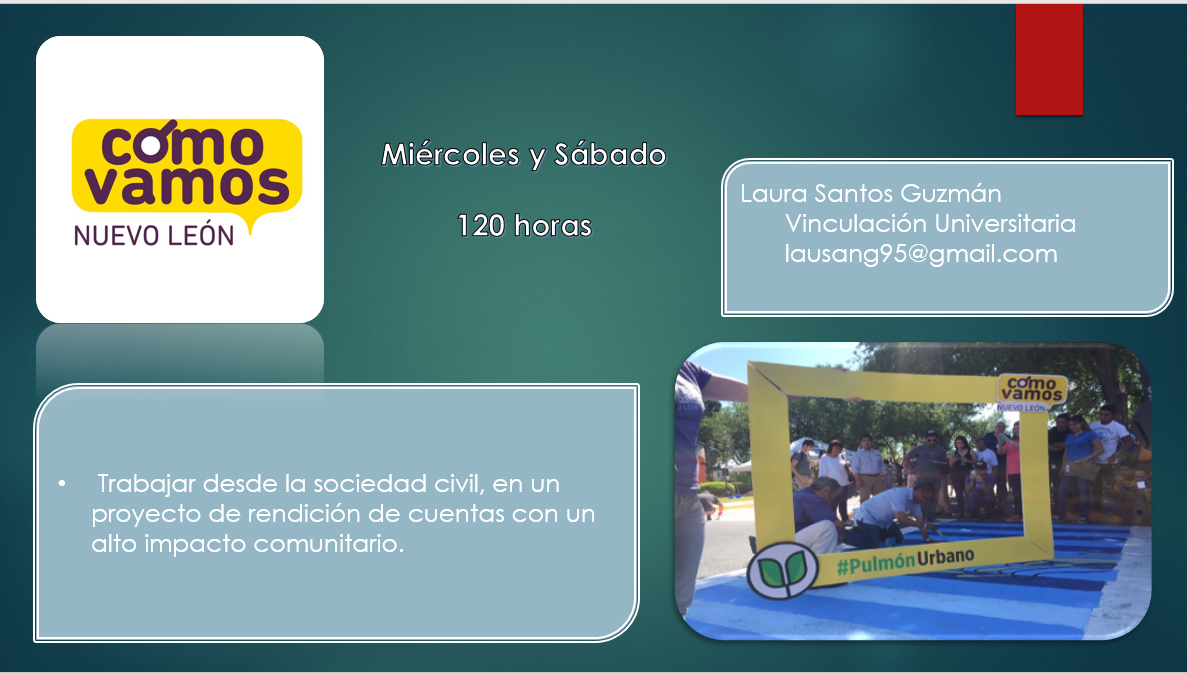 cómo
vamos
NUEVO LEÓN
Miércoles y Sábado
120 horas
Laura Santos Guzmán
Vinculación Universitaria
lausang95@gmail.com
• Trabajar desde la sociedad civil, en un
proyecto de rendición de cuentas con un
alto impacto comunitario.
cómo
vamos
NUEVO LEÓN
#PulmónUrbano